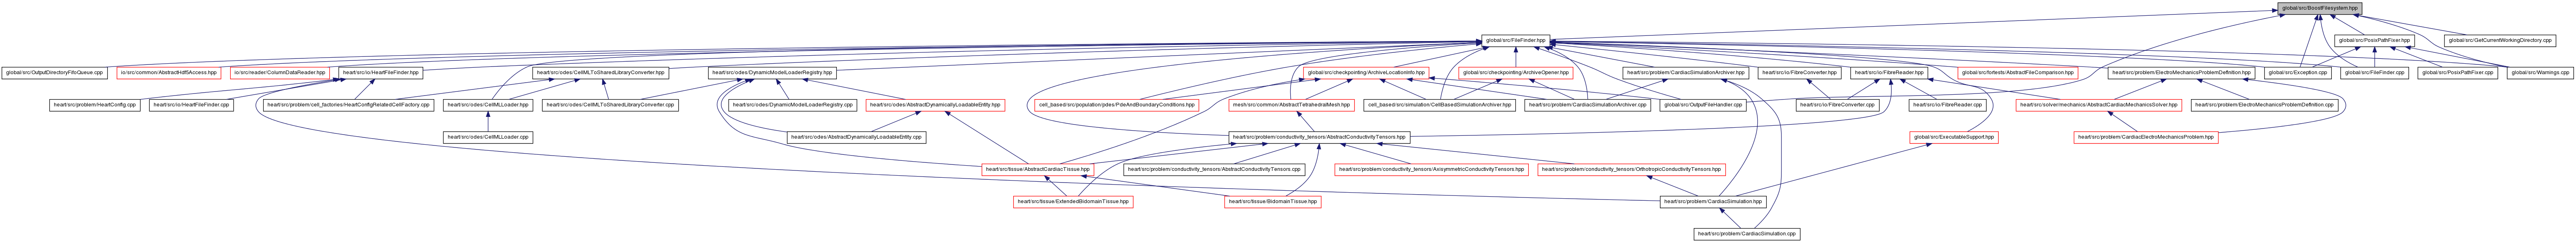 global/src/BoostFilesystem.hpp
global/src/FileFinder.hpp
global/src/PosixPathFixer.hpp
global/src/GetCurrentWorkingDirectory.cpp
global/src/OutputDirectoryFifoQueue.cpp
io/src/common/AbstractHdf5Access.hpp
io/src/reader/ColumnDataReader.hpp
heart/src/io/HeartFileFinder.hpp
heart/src/odes/CellMLToSharedLibraryConverter.hpp
heart/src/odes/DynamicModelLoaderRegistry.hpp
global/src/checkpointing/ArchiveLocationInfo.hpp
global/src/checkpointing/ArchiveOpener.hpp
heart/src/problem/CardiacSimulationArchiver.hpp
heart/src/io/FibreConverter.hpp
heart/src/io/FibreReader.hpp
global/src/fortests/AbstractFileComparison.hpp
heart/src/problem/ElectroMechanicsProblemDefinition.hpp
global/src/Exception.cpp
global/src/FileFinder.cpp
global/src/PosixPathFixer.cpp
global/src/Warnings.cpp
heart/src/problem/HeartConfig.cpp
heart/src/io/HeartFileFinder.cpp
heart/src/problem/cell_factories/HeartConfigRelatedCellFactory.cpp
heart/src/odes/CellMLLoader.hpp
heart/src/odes/CellMLToSharedLibraryConverter.cpp
heart/src/odes/DynamicModelLoaderRegistry.cpp
heart/src/odes/AbstractDynamicallyLoadableEntity.hpp
cell_based/src/population/pdes/PdeAndBoundaryConditions.hpp
mesh/src/common/AbstractTetrahedralMesh.hpp
cell_based/src/simulation/CellBasedSimulationArchiver.hpp
heart/src/problem/CardiacSimulationArchiver.cpp
global/src/OutputFileHandler.cpp
heart/src/io/FibreConverter.cpp
heart/src/io/FibreReader.cpp
heart/src/solver/mechanics/AbstractCardiacMechanicsSolver.hpp
heart/src/problem/ElectroMechanicsProblemDefinition.cpp
heart/src/odes/CellMLLoader.cpp
heart/src/odes/AbstractDynamicallyLoadableEntity.cpp
heart/src/problem/conductivity_tensors/AbstractConductivityTensors.hpp
global/src/ExecutableSupport.hpp
heart/src/problem/CardiacElectroMechanicsProblem.hpp
heart/src/tissue/AbstractCardiacTissue.hpp
heart/src/problem/conductivity_tensors/AbstractConductivityTensors.cpp
heart/src/problem/conductivity_tensors/AxisymmetricConductivityTensors.hpp
heart/src/problem/conductivity_tensors/OrthotropicConductivityTensors.hpp
heart/src/tissue/ExtendedBidomainTissue.hpp
heart/src/tissue/BidomainTissue.hpp
heart/src/problem/CardiacSimulation.hpp
heart/src/problem/CardiacSimulation.cpp